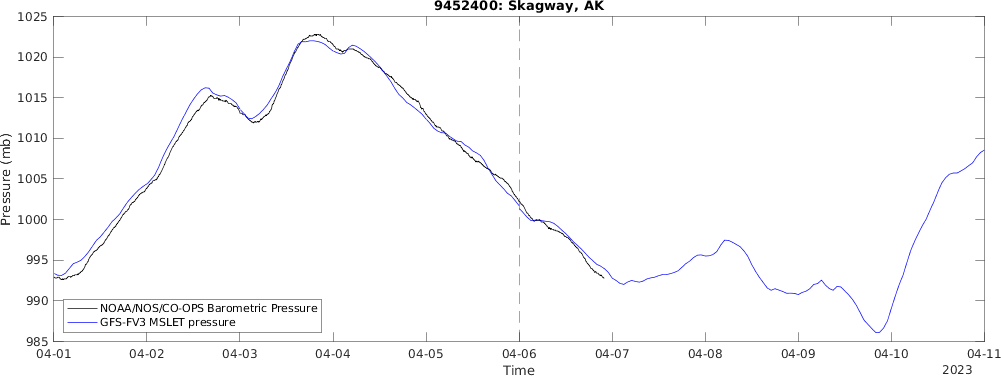 9452400: Skagway, AK
1025
1020
1015
1010
1005
1000
995
990
985
Pressure (mb)
NOAA/NOS/CO-OPS Barometric Pressure
GFS-FV3 MSLET pressure
04-01 04-02 04-03 04-04 04-05 04-06 04-07 04-08 04-09 04-10 04-11
Time
2023